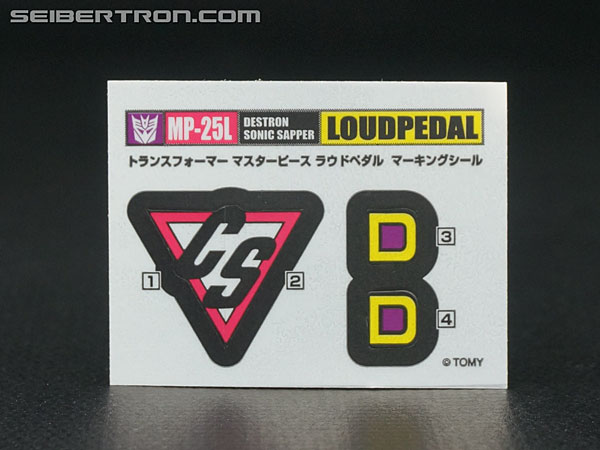 SEIBERTRON.COM
MP-25L DESTRON SONIC SAPPER LOUDPEDAL
トランスフォーマー マスターピース ラウドペダル マーキングシール
CS
1
2
D
3
D
4
© TOMY